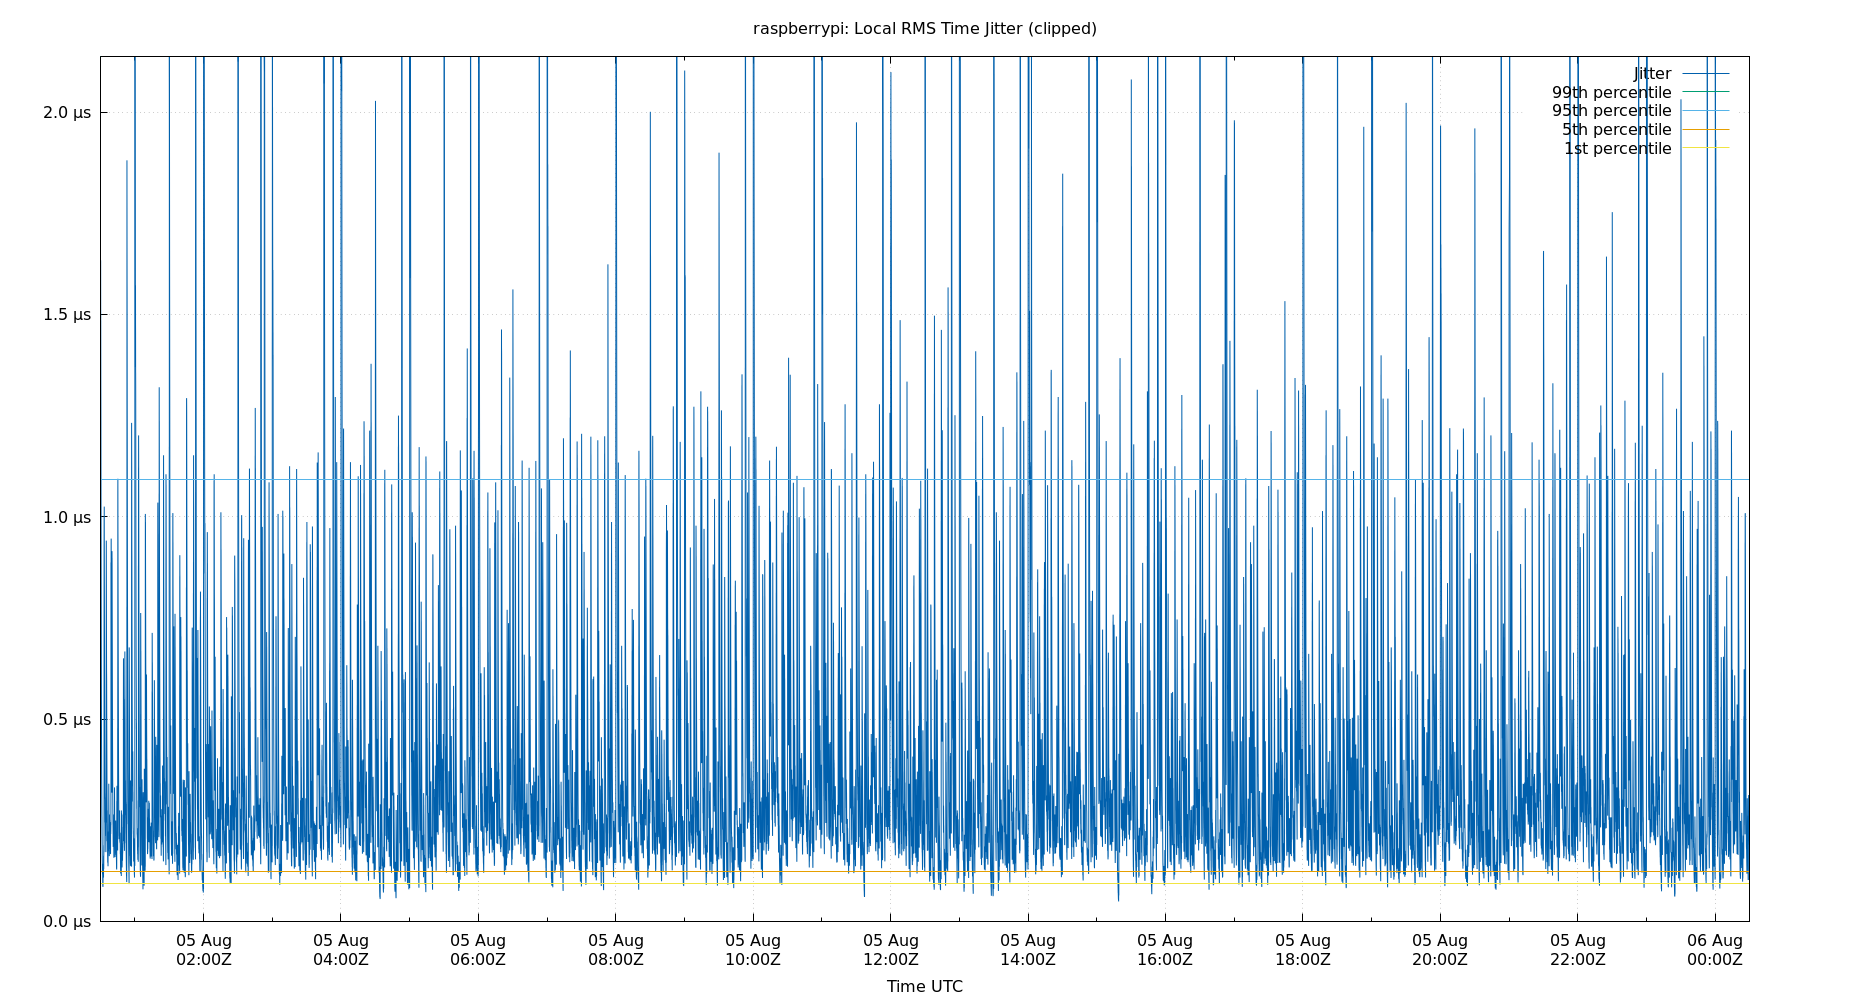 raspberrypi: Local RMS Time Jitter (clipped)
Jitter
99th percentile
95th percentile
5th percentile
1st percentile
2.0 µs
1.5 µs
1.0 µs
0.5 µs
0.0 µs
05 Aug 05 Aug 05 Aug 05 Aug 05 Aug 05 Aug 05 Aug 05 Aug 05 Aug 05 Aug 05 Aug 06 Aug
02:00Z 04:00Z 06:00Z 08:00Z 10:00Z 12:00Z 14:00Z 16:00Z 18:00Z 20:00Z 22:00Z 00:00Z
Time UTC